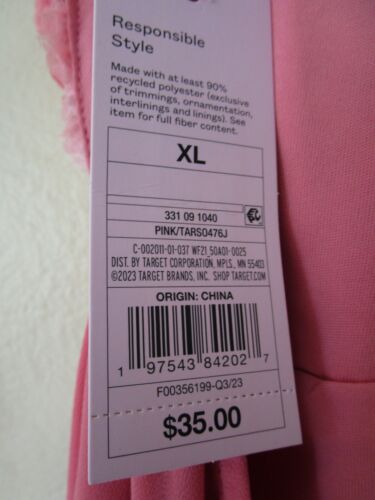 Responsible
Style
Made with at least 90%
recycled polyester (exclusive
of trimmings, ornamentation,
interlinings and linings). See
item for full fiber content.
XL
331 09 1040
PINK/TARS0476J
C-002011-01-037 WF21_50A01-0025
DIST. BY TARGET CORPORATION, MPLS., MN 55403
©2023 TARGET BRANDS, INC. SHOP TARGET.COM
ORIGIN: CHINA
1 97543 84202 7
F00356199-Q3/23
$35.00